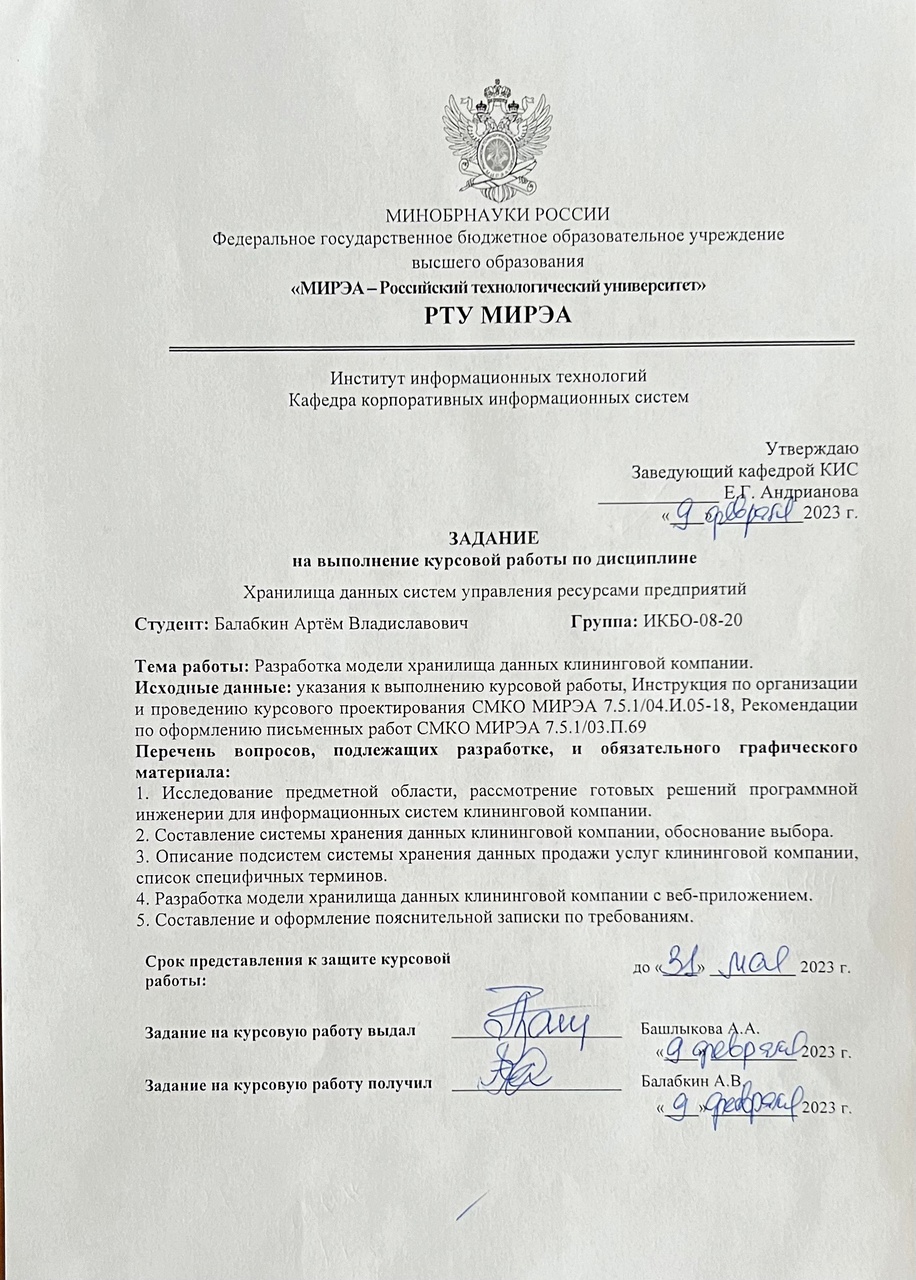 МИНОБРНАУКИ РОССИИ
Федеральное государственное бюджетное образовательное учреждение
высшего образования
«МИРЭА – Российский технологический университет»
РТУ МИРЭА
Институт информационных технологий
Кафедра корпоративных информационных систем
Утверждаю
Заведующий кафедрой КИС
Е.Г. Андрианова
«9» февраля 2023 г.
ЗАДАНИЕ
на выполнение курсовой работы по дисциплине
Хранилища данных систем управления ресурсами предприятий
Студент: Балабкин Артём Владиславович Группа: ИКБО-08-20
Тема работы: Разработка модели хранилища данных клининговой компании.
Исходные данные: указания к выполнению курсовой работы, Инструкция по организации
и проведению курсового проектирования СМКО МИРЭА 7.5.1/04.И.05-18, Рекомендации
по оформлению письменных работ СМКО МИРЭА 7.5.1/03.П.69
Перечень вопросов, подлежащих разработке, и обязательного графического
материала:
1. Исследование предметной области, рассмотрение готовых решений программной
инженерии для информационных систем клининговой компании.
2. Составление системы хранения данных клининговой компании, обоснование выбора.
3. Описание подсистем системы хранения данных продажи услуг клининговой компании,
список специфичных терминов.
4. Разработка модели хранилища данных клининговой компании с веб-приложением.
5. Составление и оформление пояснительной записки по требованиям.
Срок представления к защите курсовой
работы:
до «31» мая 2023 г.
Задание на курсовую работу выдал Башлыкова А.А.
«9 февраля 2023 г.
Задание на курсовую работу получил Балабкин А.В.
«9» февраля 2023 г.